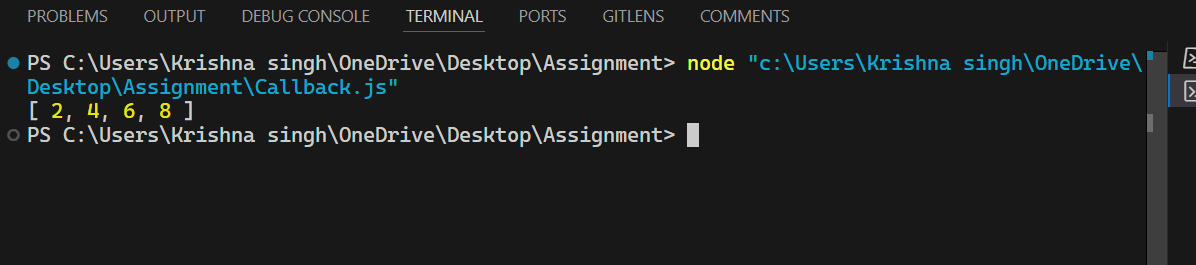 PROBLEMS OUTPUT DEBUG CONSOLE TERMINAL PORTS GITLENS COMMENTS
PS C:\Users\Krishna singh\OneDrive\Desktop\Assignment> node "c:\Users\Krishna singh\OneDrive\
Desktop\Assignment\Callback.js"
[ 2, 4, 6, 8 ]
PS C:\Users\Krishna singh\OneDrive\Desktop\Assignment>